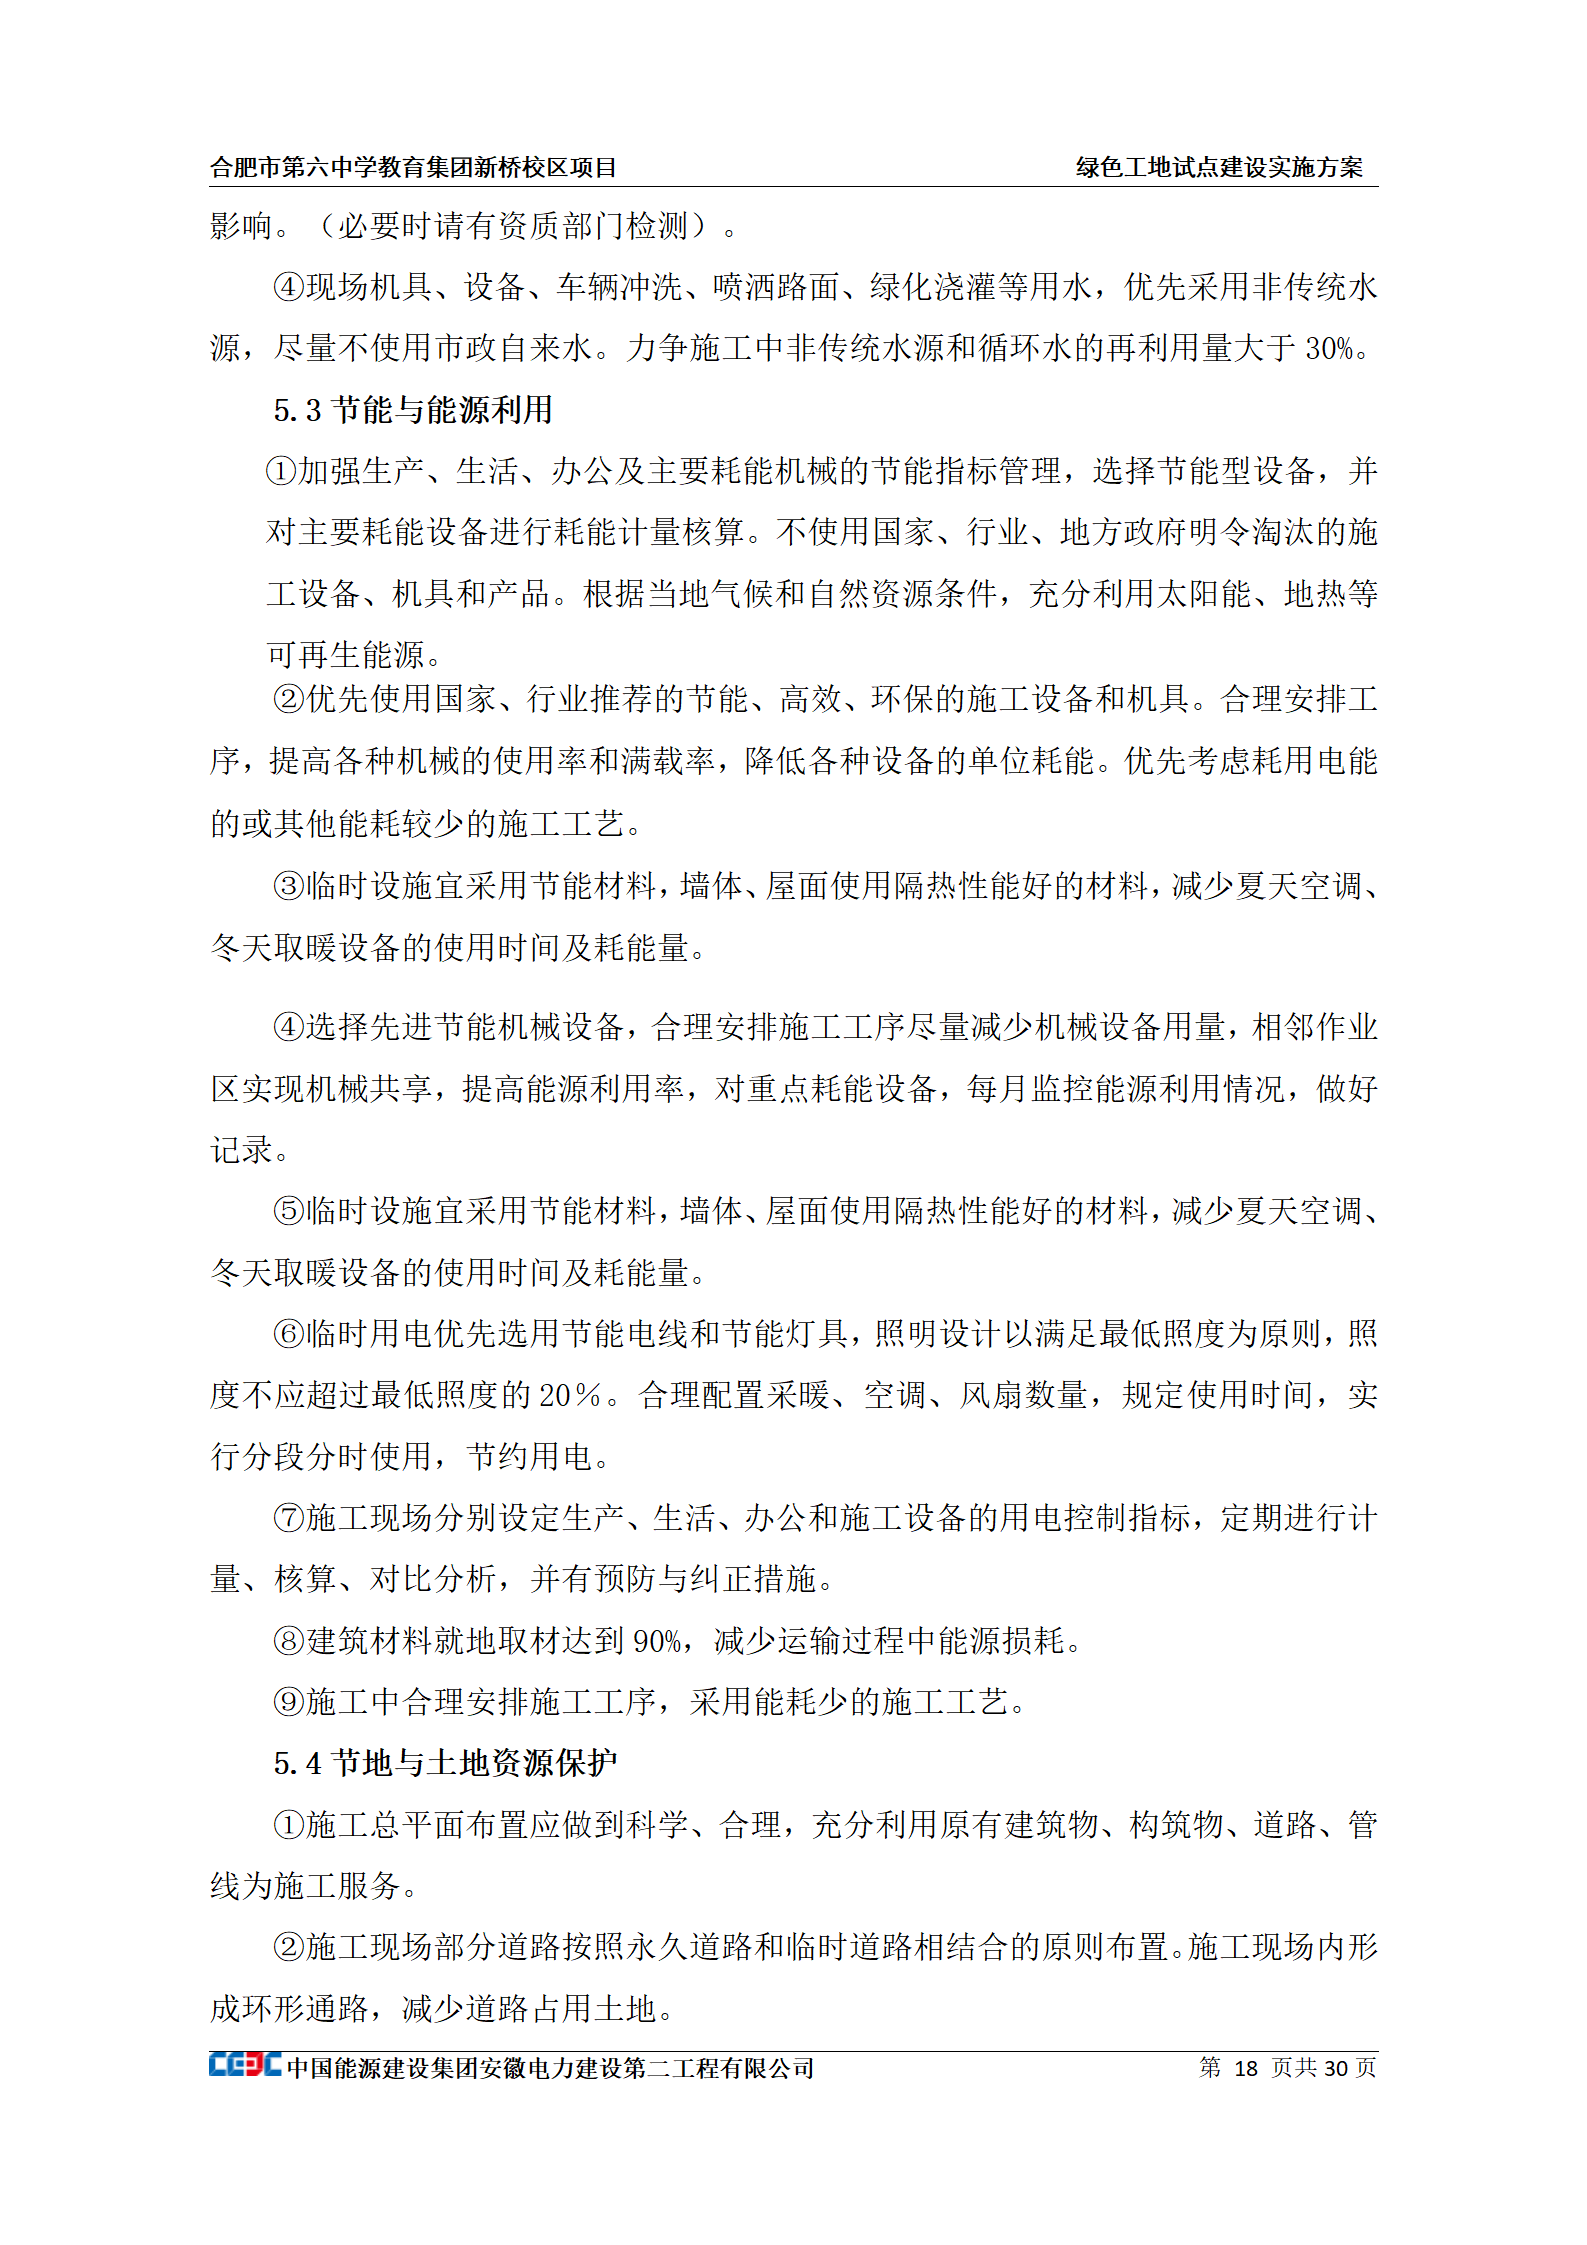 合肥市第六中学教育集团新桥校区项目 绿色工地试点建设实施方案
影响。（必要时请有资质部门检测）。
④现场机具、设备、车辆冲洗、喷洒路面、绿化浇灌等用水，优先采用非传统水
源，尽量不使用市政自来水。力争施工中非传统水源和循环水的再利用量大于 30%。
5.3 节能与能源利用
①加强生产、生活、办公及主要耗能机械的节能指标管理，选择节能型设备，并
对主要耗能设备进行耗能计量核算。不使用国家、行业、地方政府明令淘汰的施
工设备、机具和产品。根据当地气候和自然资源条件，充分利用太阳能、地热等
可再生能源。
②优先使用国家、行业推荐的节能、高效、环保的施工设备和机具。合理安排工
序，提高各种机械的使用率和满载率，降低各种设备的单位耗能。优先考虑耗用电能
的或其他能耗较少的施工工艺。
③临时设施宜采用节能材料，墙体、屋面使用隔热性能好的材料，减少夏天空调、
冬天取暖设备的使用时间及耗能量。
④选择先进节能机械设备，合理安排施工工序尽量减少机械设备用量，相邻作业
区实现机械共享，提高能源利用率，对重点耗能设备，每月监控能源利用情况，做好
记录。
⑤临时设施宜采用节能材料，墙体、屋面使用隔热性能好的材料，减少夏天空调、
冬天取暖设备的使用时间及耗能量。
⑥临时用电优先选用节能电线和节能灯具，照明设计以满足最低照度为原则，照
度不应超过最低照度的 20％。合理配置采暖、空调、风扇数量，规定使用时间，实
行分段分时使用，节约用电。
⑦施工现场分别设定生产、生活、办公和施工设备的用电控制指标，定期进行计
量、核算、对比分析，并有预防与纠正措施。
⑧建筑材料就地取材达到 90%，减少运输过程中能源损耗。
⑨施工中合理安排施工工序，采用能耗少的施工工艺。
5.4 节地与土地资源保护
①施工总平面布置应做到科学、合理，充分利用原有建筑物、构筑物、道路、管
线为施工服务。
②施工现场部分道路按照永久道路和临时道路相结合的原则布置。施工现场内形
成环形通路，减少道路占用土地。
CEEC 中国能源建设集团安徽电力建设第二工程有限公司 第 18 页共 30 页